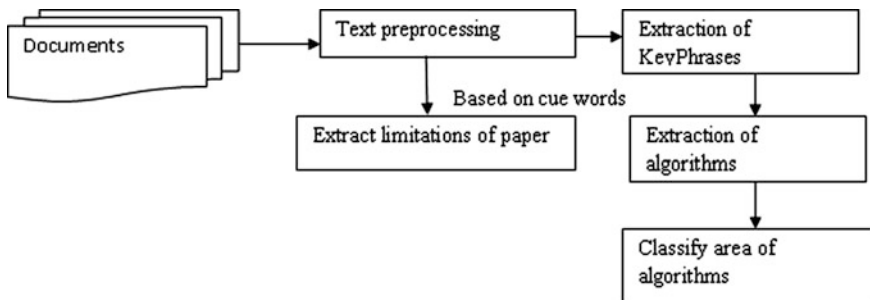 Documents
Text preprocessing
Extraction of
KeyPhrases
Based on cue words
Extract limitations of paper
Extraction of
algorithms
Classify area of
algorithms